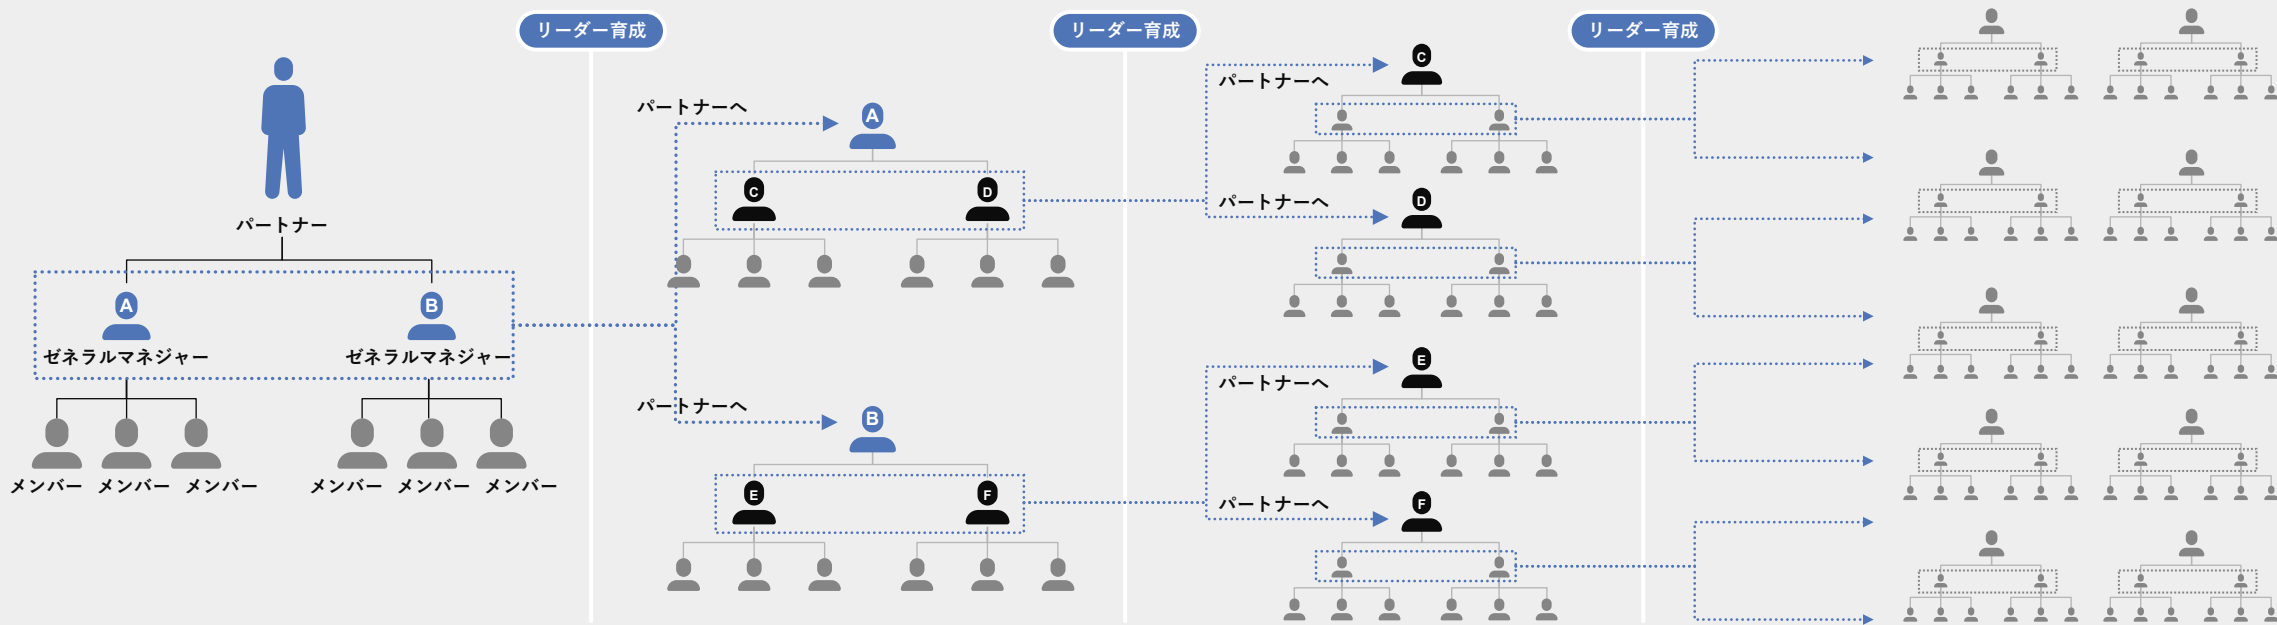 リーダー育成
リーダー育成
リーダー育成
パートナー
A
B
ゼネラルマネジャー
ゼネラルマネジャー
メンバー
メンバー
メンバー
メンバー
メンバー
メンバー
パートナーへ
A
C
D
パートナーへ
B
E
F
パートナーへ
C
パートナーへ
D
パートナーへ
E
パートナーへ
F